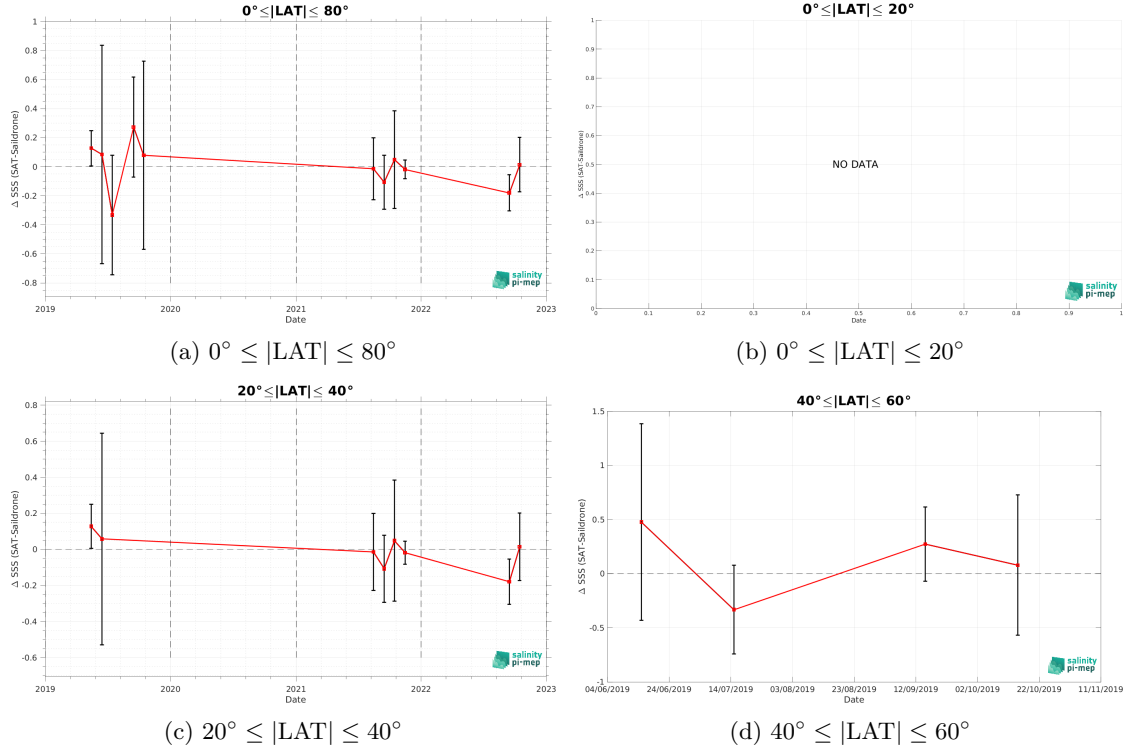 0°≤|LAT|≤ 80°
1
0.8
0.6
0.4
0.2
0
-0.2
-0.4
-0.6
-0.8
Δ SSS (SAT-Saildrone)
2019
2020
2021
2022
2023
Date
salinity
pi-mep
(a) 0° ≤ |LAT| ≤ 80°
0°≤|LAT|≤ 20°
1
0.9
0.8
0.7
0.6
0.5
0.4
0.3
0.2
0.1
0
Δ SSS (SAT-Saildrone)
NO DATA
0 0.1 0.2 0.3 0.4 0.5 0.6 0.7 0.8 0.9 1
Date
salinity
pi-mep
(b) 0° ≤ |LAT| ≤ 20°
20°≤|LAT|≤ 40°
0.8
0.6
0.4
0.2
0
-0.2
-0.4
-0.6
Δ SSS (SAT-Saildrone)
2019
2020
2021
2022
2023
Date
salinity
pi-mep
(c) 20° ≤ |LAT| ≤ 40°
40°≤|LAT|≤ 60°
1.5
1
0.5
0
-0.5
-1
Δ SSS (SAT-Saildrone)
04/06/2019 24/06/2019 14/07/2019 03/08/2019 23/08/2019 12/09/2019 02/10/2019 22/10/2019 11/11/2019
Date
salinity
pi-mep
(d) 40° ≤ |LAT| ≤ 60°